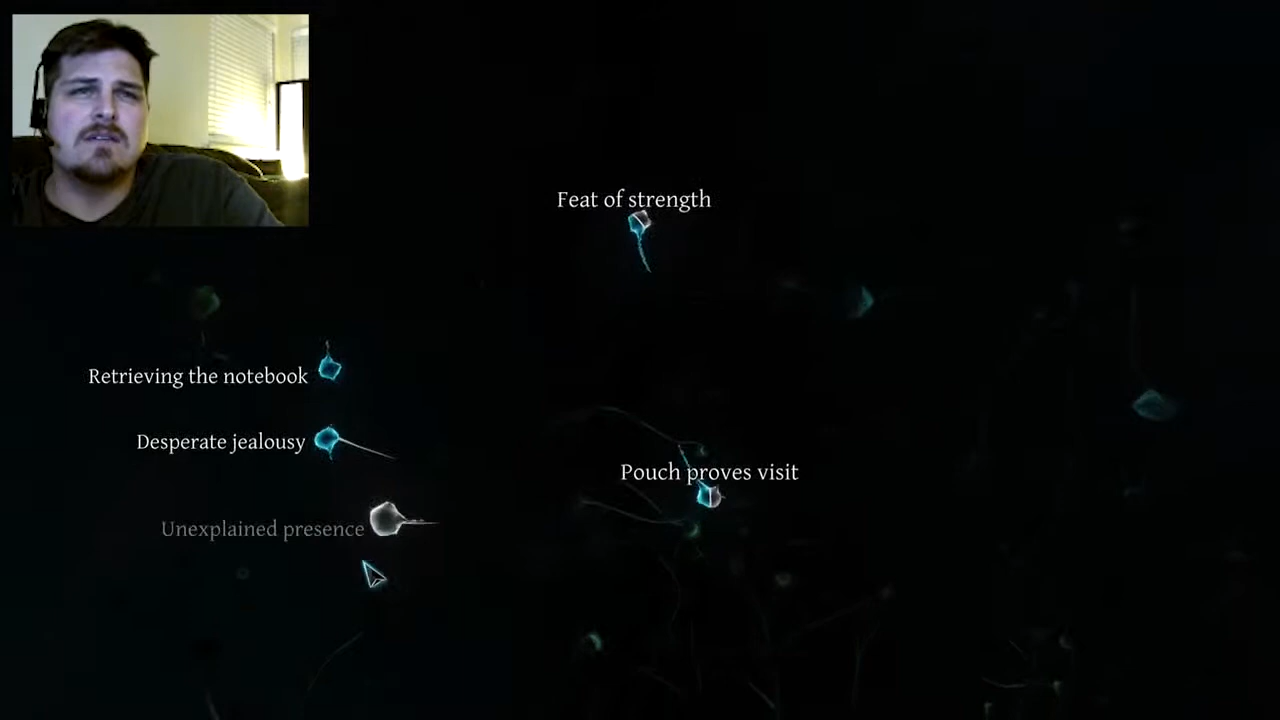 Feat of strength
Retrieving the notebook
Desperate jealousy
Pouch proves visit
Unexplained presence